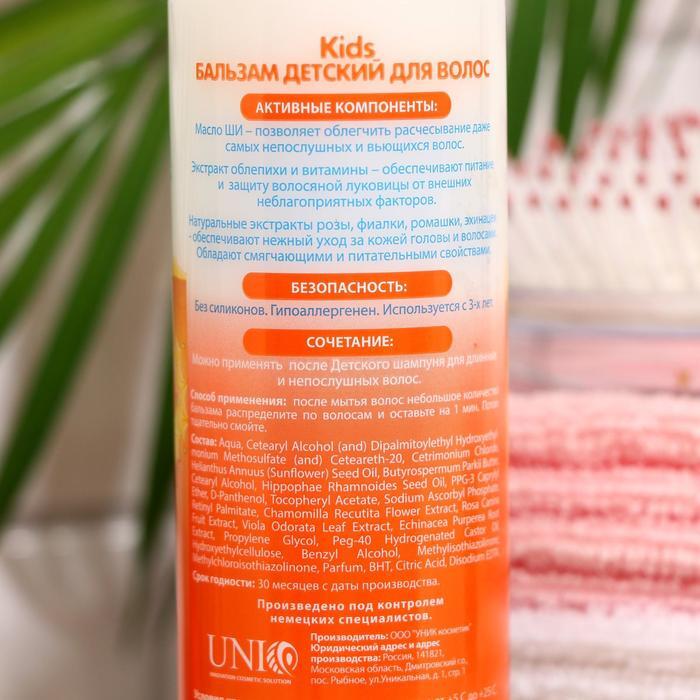 Kids
БАЛЬЗАМ ДЕТСКИЙ ДЛЯ ВОЛОС
АКТИВНЫЕ КОМПОНЕНТЫ:
Масло ШИ – позволяет облегчить расчесывание даже
самых непослушных и вьющихся волос.
Экстракт облепихи и витамины – обеспечивают питание
и защиту волосяной луковицы от внешних
неблагоприятных факторов.
Натуральные экстракты розы, фиалки, ромашки, эхинацеи
- обеспечивают нежный уход за кожей головы и волосами.
Обладают смягчающими и питательными свойствами.
БЕЗОПАСНОСТЬ:
Без силиконов. Гипоаллергенен. Используется с 3-х лет.
СОЧЕТАНИЕ:
Можно применять после Детского шампуня для длинных
и непослушных волос.
Способ применения: после мытья волос небольшое количество
бальзама распределите по волосам и оставьте на 1 мин. Потом
тщательно смойте.
Состав: Aqua, Cetearyl Alcohol (and) Dipalmitoylethyl Hydroxyethyl
monium Methosulfate (and) Ceteareth-20, Cetrimonium Chloride,
Helianthus Annuus (Sunflower) Seed Oil, Butyrospermum Parkii Butter,
Cetearyl Alcohol, Hippophae Rhamnoides Seed Oil, PPG-3 Caprylyl
Ether, D-Panthenol, Tocopheryl Acetate, Sodium Ascorbyl Phosphate,
Retinyl Palmitate, Chamomilla Recutita Flower Extract, Rosa Canina
Fruit Extract, Viola Odorata Leaf Extract, Echinacea Purperea Root
Extract, Propylene Glycol, Peg-40 Hydrogenated Castor Oil,
Hydroxyethylcellulose, Benzyl Alcohol, Methylisothiazolinone,
Methylchloroisothiazolinone, Parfum, BHT, Citric Acid, Disodium EDTA.
Срок годности: 30 месяцев с даты производства.
Произведено под контролем
немецких специалистов.
UNI
INNOVATION COSMETIC SOLUTION
Производитель: ООО "УНИК косметик"
Юридический адрес и адрес
производства: Россия, 141821,
Московская область, Дмитровский г.о.,
пос. Рыбное, ул.Уникальная, д. 1, стр. 1
+5 С до +25 С